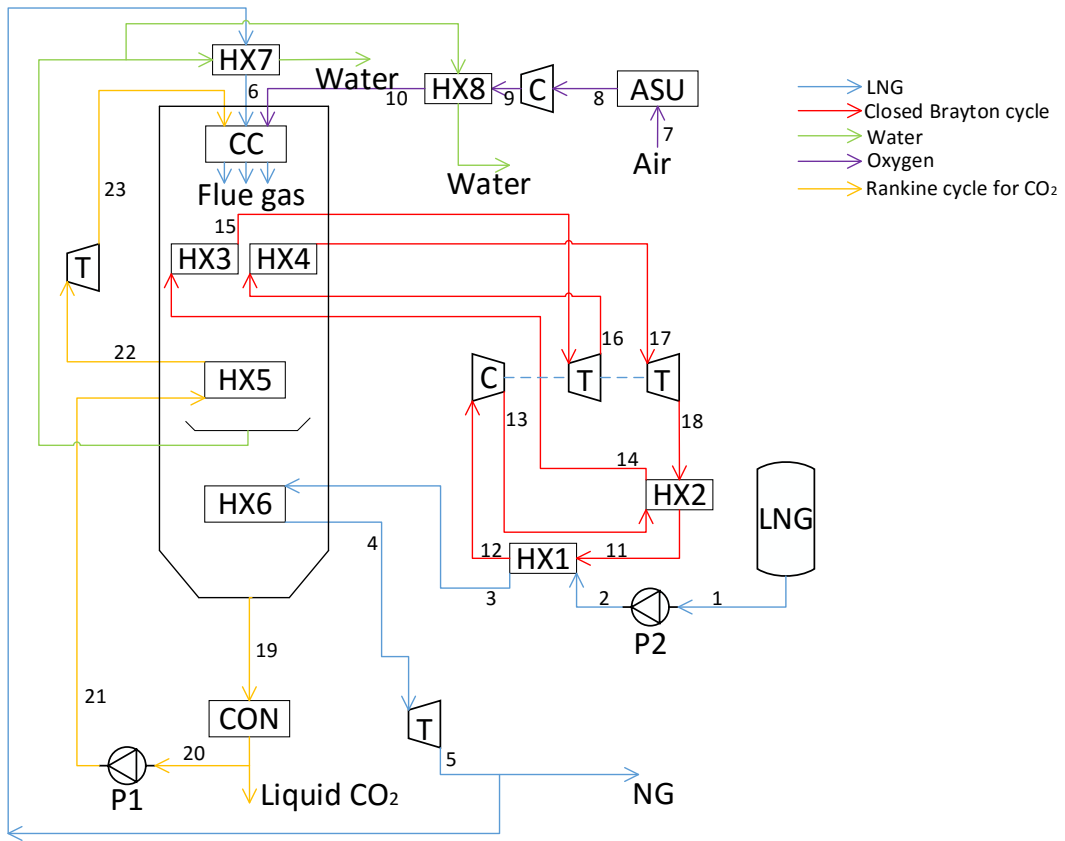 HX7
Water
6
10
HX8
9
C
8
ASU
7
Air
LNG
Closed Brayton cycle
Water
Oxygen
Rankine cycle for CO₂
CC
Flue gas
Water
23
15
HX3
HX4
T
16
17
22
HX5
C
T
T
13
18
14
HX2
LNG
HX6
4
12
HX1
11
3
2
1
P2
19
21
CON
T
5
20
P1
Liquid CO₂
NG